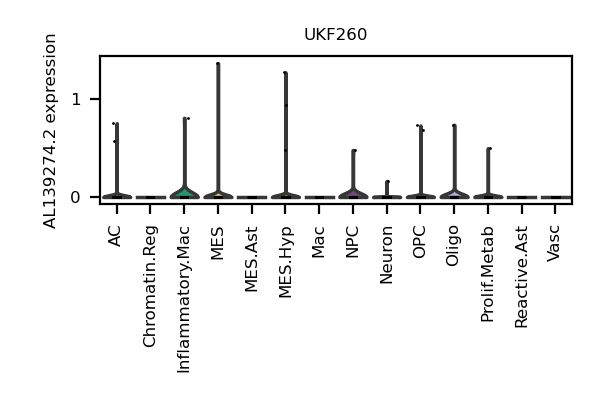 UKF260
AL139274.2 expression
1
0
AC
Chromatin.Reg
Inflammatory.Mac
MES
MES.Ast
MES.Hyp
Mac
NPC
Neuron
OPC
Oligo
Prolif.Metab
Reactive.Ast
Vasc